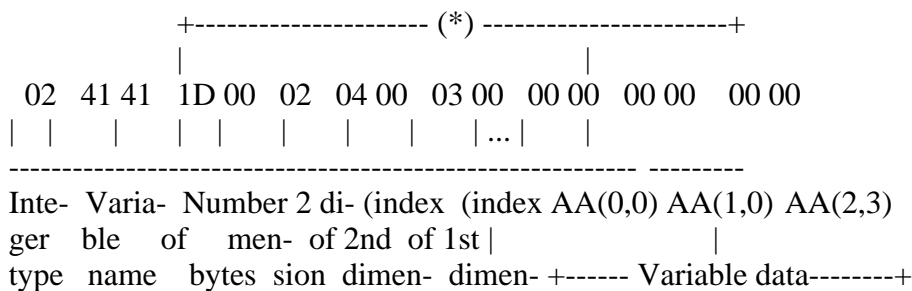 +---------------------- (*) -----------------------+
| |
02 41 41 1D 00 02 04 00 03 00 00 00 00 00 00 00
| | | | | | | | | ... | |
----------------------------------------------------------- ---------
Inte- Varia- Number 2 di- (index (index AA(0,0) AA(1,0) AA(2,3)
ger ble of men- of 2nd of 1st | |
type name bytes sion dimen- dimen- +------ Variable data--------+